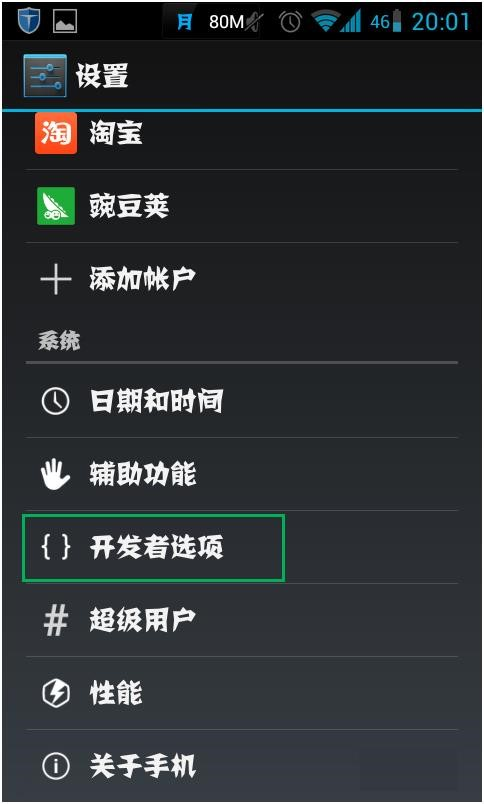 月 80M 46 20:01
设置
淘 淘宝
豌豆荚
添加帐户
系统
日期和时间
辅助功能
{ } 开发者选项
# 超级用户
性能
关于手机